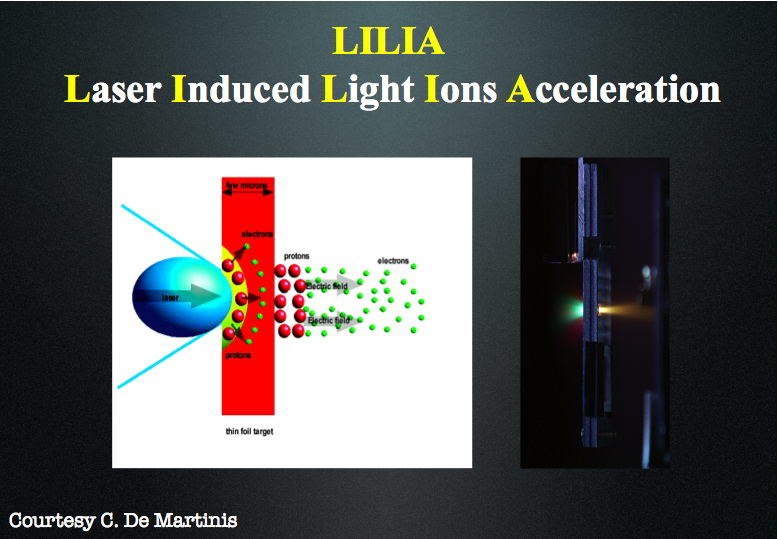 LILIA
Laser Induced Light Ions Acceleration
few microns
electrons
protons
electrons
Electric field
laser
Electric field
protons
thin foil target
Courtesy C. De Martinis